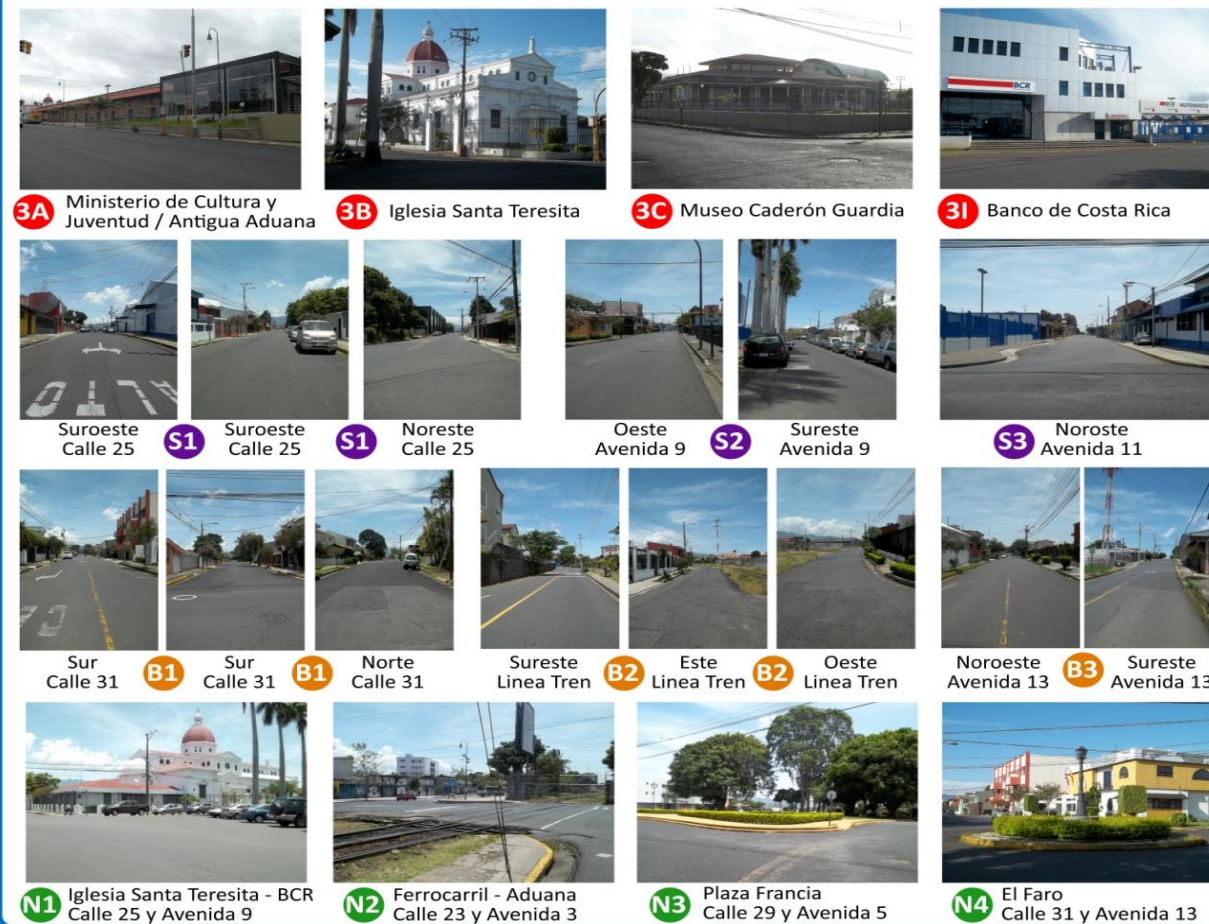 BCR
BCR AUTOBANCO
3A Ministerio de Cultura y
Juventud / Antigua Aduana
3B Iglesia Santa Teresita
3C Museo Caderón Guardia
3I Banco de Costa Rica
ALTO
Suroeste
Calle 25
S1
Suroeste
Calle 25
S1
Noreste
Calle 25
Oeste
Avenida 9
S2
Sureste
Avenida 9
S3
Noroste
Avenida 11
Sur
Calle 31
B1
Sur
Calle 31
B1
Norte
Calle 31
Sureste
Linea Tren
B2
Este
Linea Tren
B2
Oeste
Linea Tren
Noroeste
Avenida 13
B3
Sureste
Avenida 13
N1 Iglesia Santa Teresita - BCR
Calle 25 y Avenida 9
N2 Ferrocarril - Aduana
Calle 23 y Avenida 3
N3 Plaza Francia
Calle 29 y Avenida 5
N4 El Faro
Calle 31 y Avenida 13